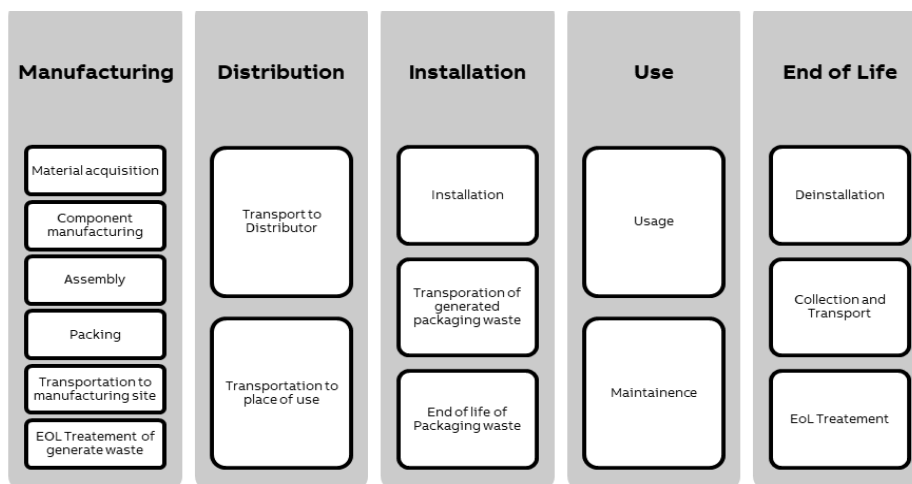 Manufacturing
Material acquisition
Component
manufacturing
Assembly
Packing
Transportation to
manufacturing site
EOL Treatement of
generate waste
Distribution
Transport to
Distributor
Transportation to
place of use
Installation
Installation
Transporation of
generated
packaging waste
End of life of
Packaging waste
Use
Usage
Maintainence
End of Life
Deinstallation
Collection and
Transport
EoL Treatement